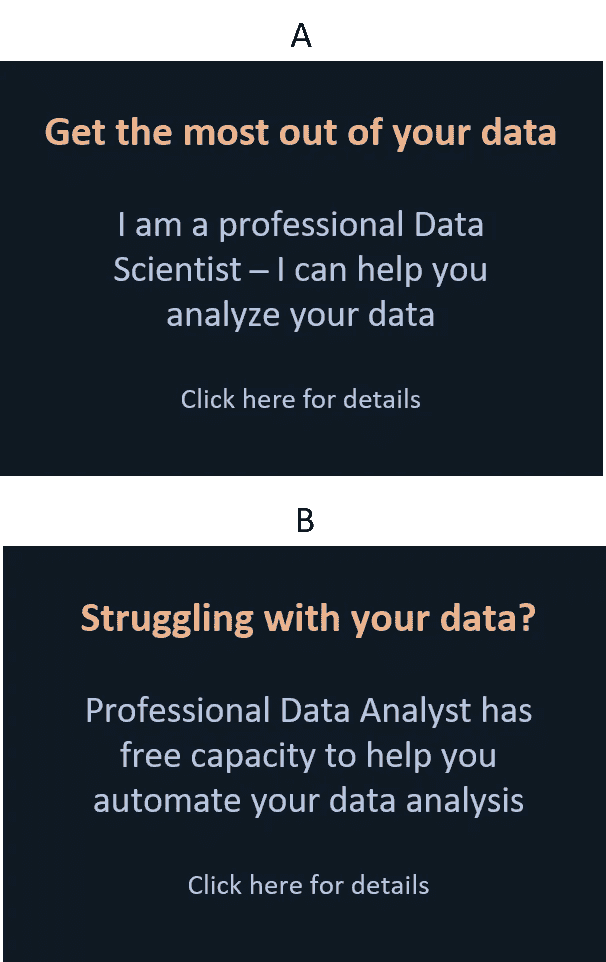 A
Get the most out of your data
I am a professional Data
Scientist – I can help you
analyze your data
Click here for details
B
Struggling with your data?
Professional Data Analyst has
free capacity to help you
automate your data analysis
Click here for details